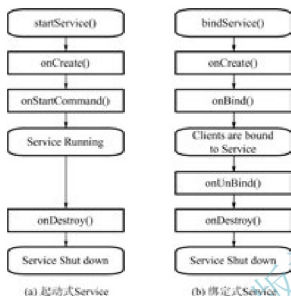 startService()
onCreate()
onStartCommand()
Service Running
onDestroy()
Service Shut down
(a) 起动式Service
bindService()
onCreate()
onBind()
Clients are bound
to Service
onUnBind()
onDestroy()
Service Shut down
(b) 绑定式Service